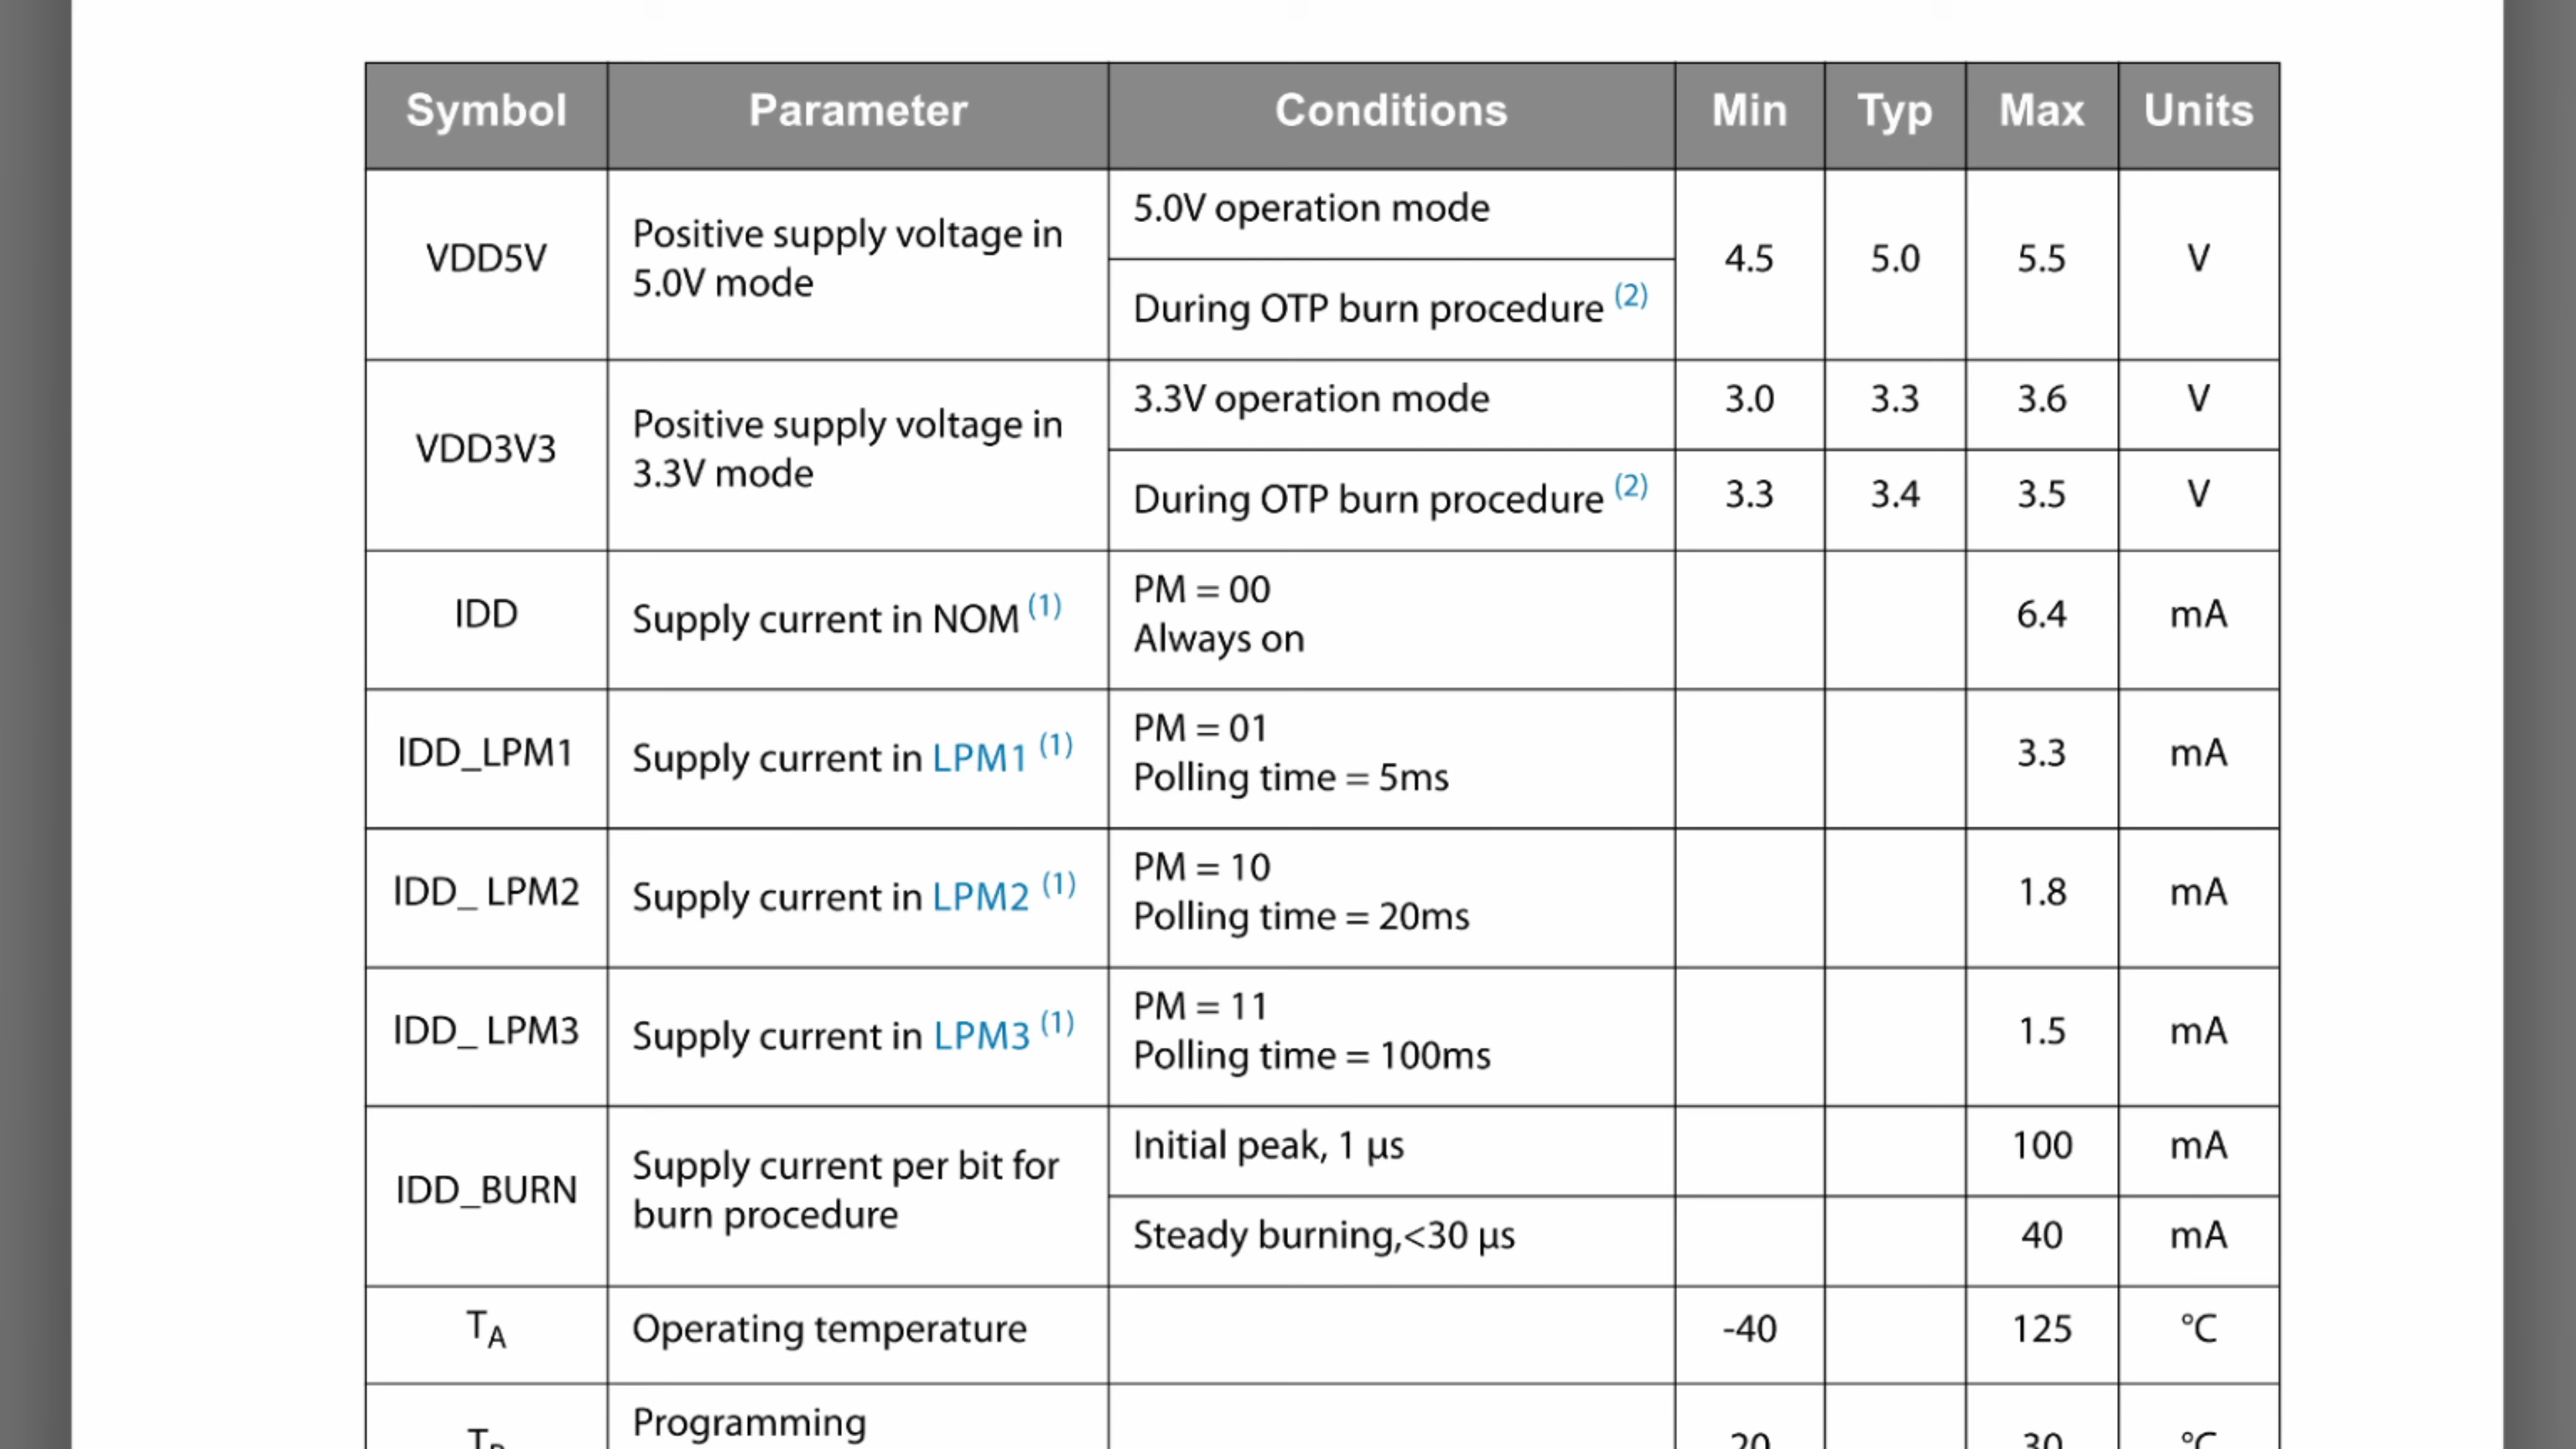 Symbol Parameter Conditions Min Typ Max Units
VDD5V Positive supply voltage in 5.0V mode 5.0V operation mode 4.5 5.0 5.5 V
During OTP burn procedure (2)
VDD3V3 Positive supply voltage in 3.3V mode 3.3V operation mode 3.0 3.3 3.6 V
During OTP burn procedure (2) 3.3 3.4 3.5 V
IDD Supply current in NOM (1) PM = 00 Always on 6.4 mA
IDD_LPM1 Supply current in LPM1 (1) PM = 01 Polling time = 5ms 3.3 mA
IDD_ LPM2 Supply current in LPM2 (1) PM = 10 Polling time = 20ms 1.8 mA
IDD_ LPM3 Supply current in LPM3 (1) PM = 11 Polling time = 100ms 1.5 mA
IDD_BURN Supply current per bit for burn procedure Initial peak, 1 µs 100 mA
Steady burning,<30 µs 40 mA
TA Operating temperature -40 125 °C
Programming 20 30 °C